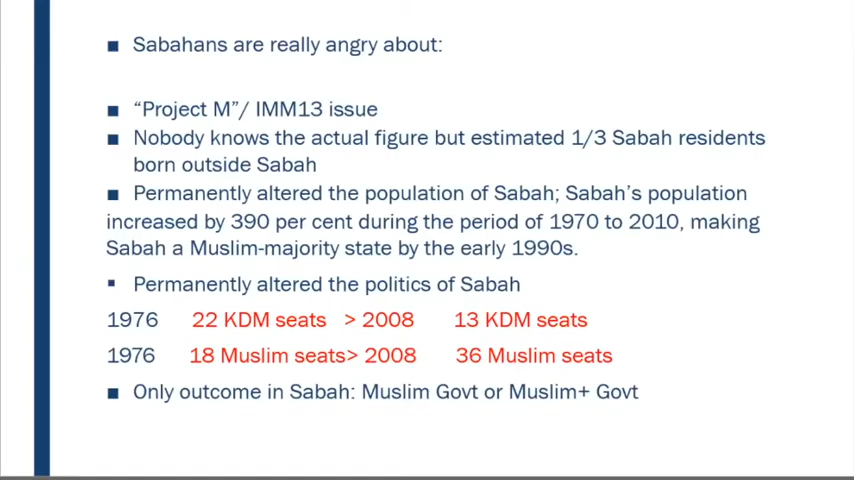 ■ Sabahans are really angry about:
■ “Project M”/ IMM13 issue
■ Nobody knows the actual figure but estimated 1/3 Sabah residents
born outside Sabah
■ Permanently altered the population of Sabah; Sabah’s population
increased by 390 per cent during the period of 1970 to 2010, making
Sabah a Muslim-majority state by the early 1990s.
▪ Permanently altered the politics of Sabah
1976 22 KDM seats > 2008 13 KDM seats
1976 18 Muslim seats> 2008 36 Muslim seats
■ Only outcome in Sabah: Muslim Govt or Muslim+ Govt